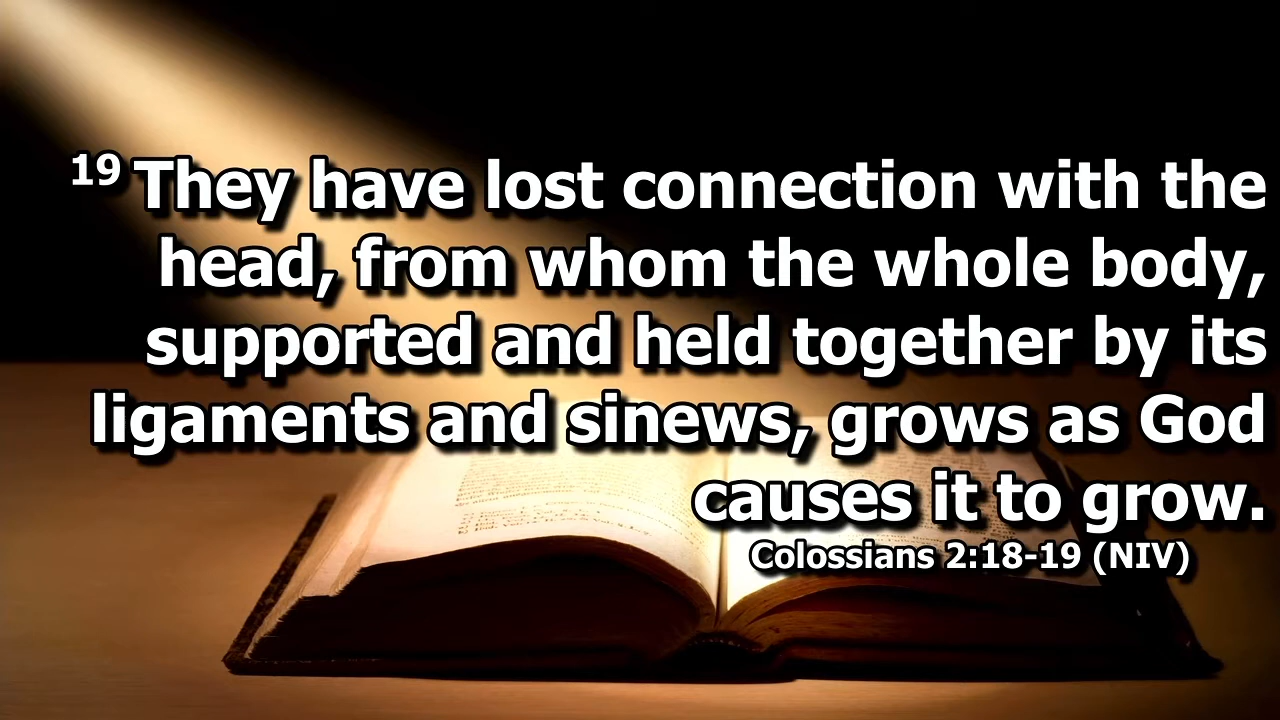 19 They have lost connection with the
head, from whom the whole body,
supported and held together by its
ligaments and sinews, grows as God
causes it to grow.
Colossians 2:18-19 (NIV)